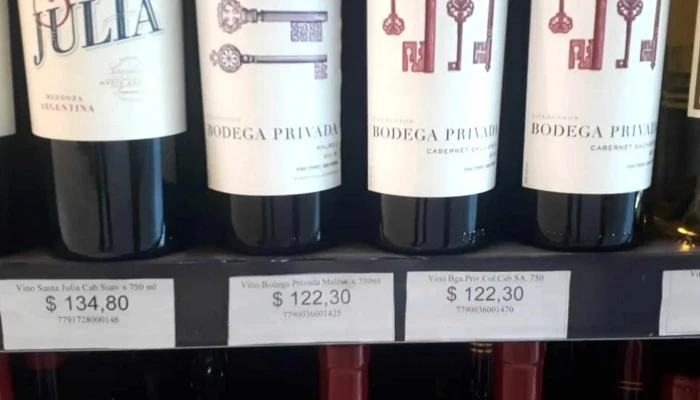 JULIA
MENDOZA
ARGENTINA
BODEGA PRIVADA
MALBEC
BODEGA PRIVADA
CABERNET SAUVIGNON
BODEGA PRIVADA
CABERNET SAUVIGNON
Vino Santa Julia Cab Suav x 750 ml
$ 134,80
7791728000146
Vino Bodega Privada Malbec x 750ml
$ 122,30
7790036001425
Vino Bga.Priv.Col.Cab.SA. 750
$ 122,30
7790036001470